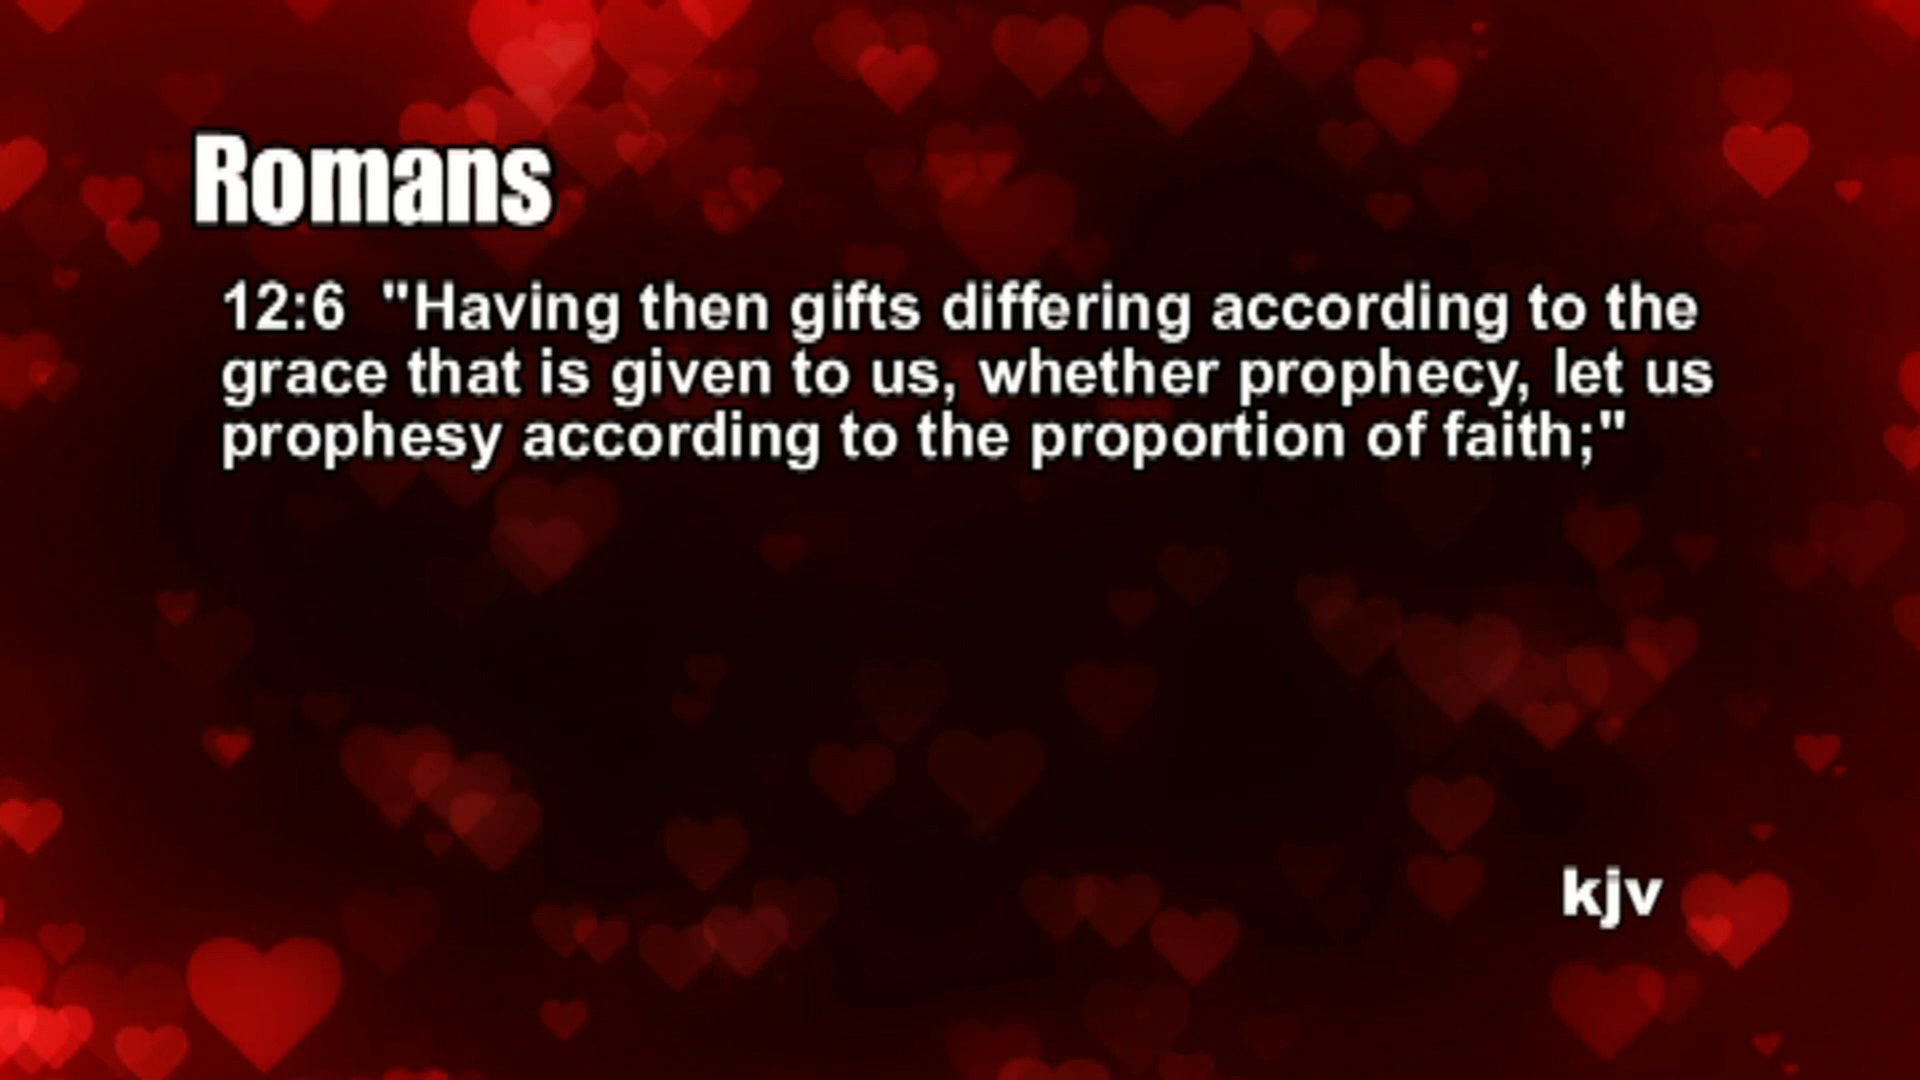 Romans
12:6 "Having then gifts differing according to the
grace that is given to us, whether prophecy, let us
prophesy according to the proportion of faith;"
kjv